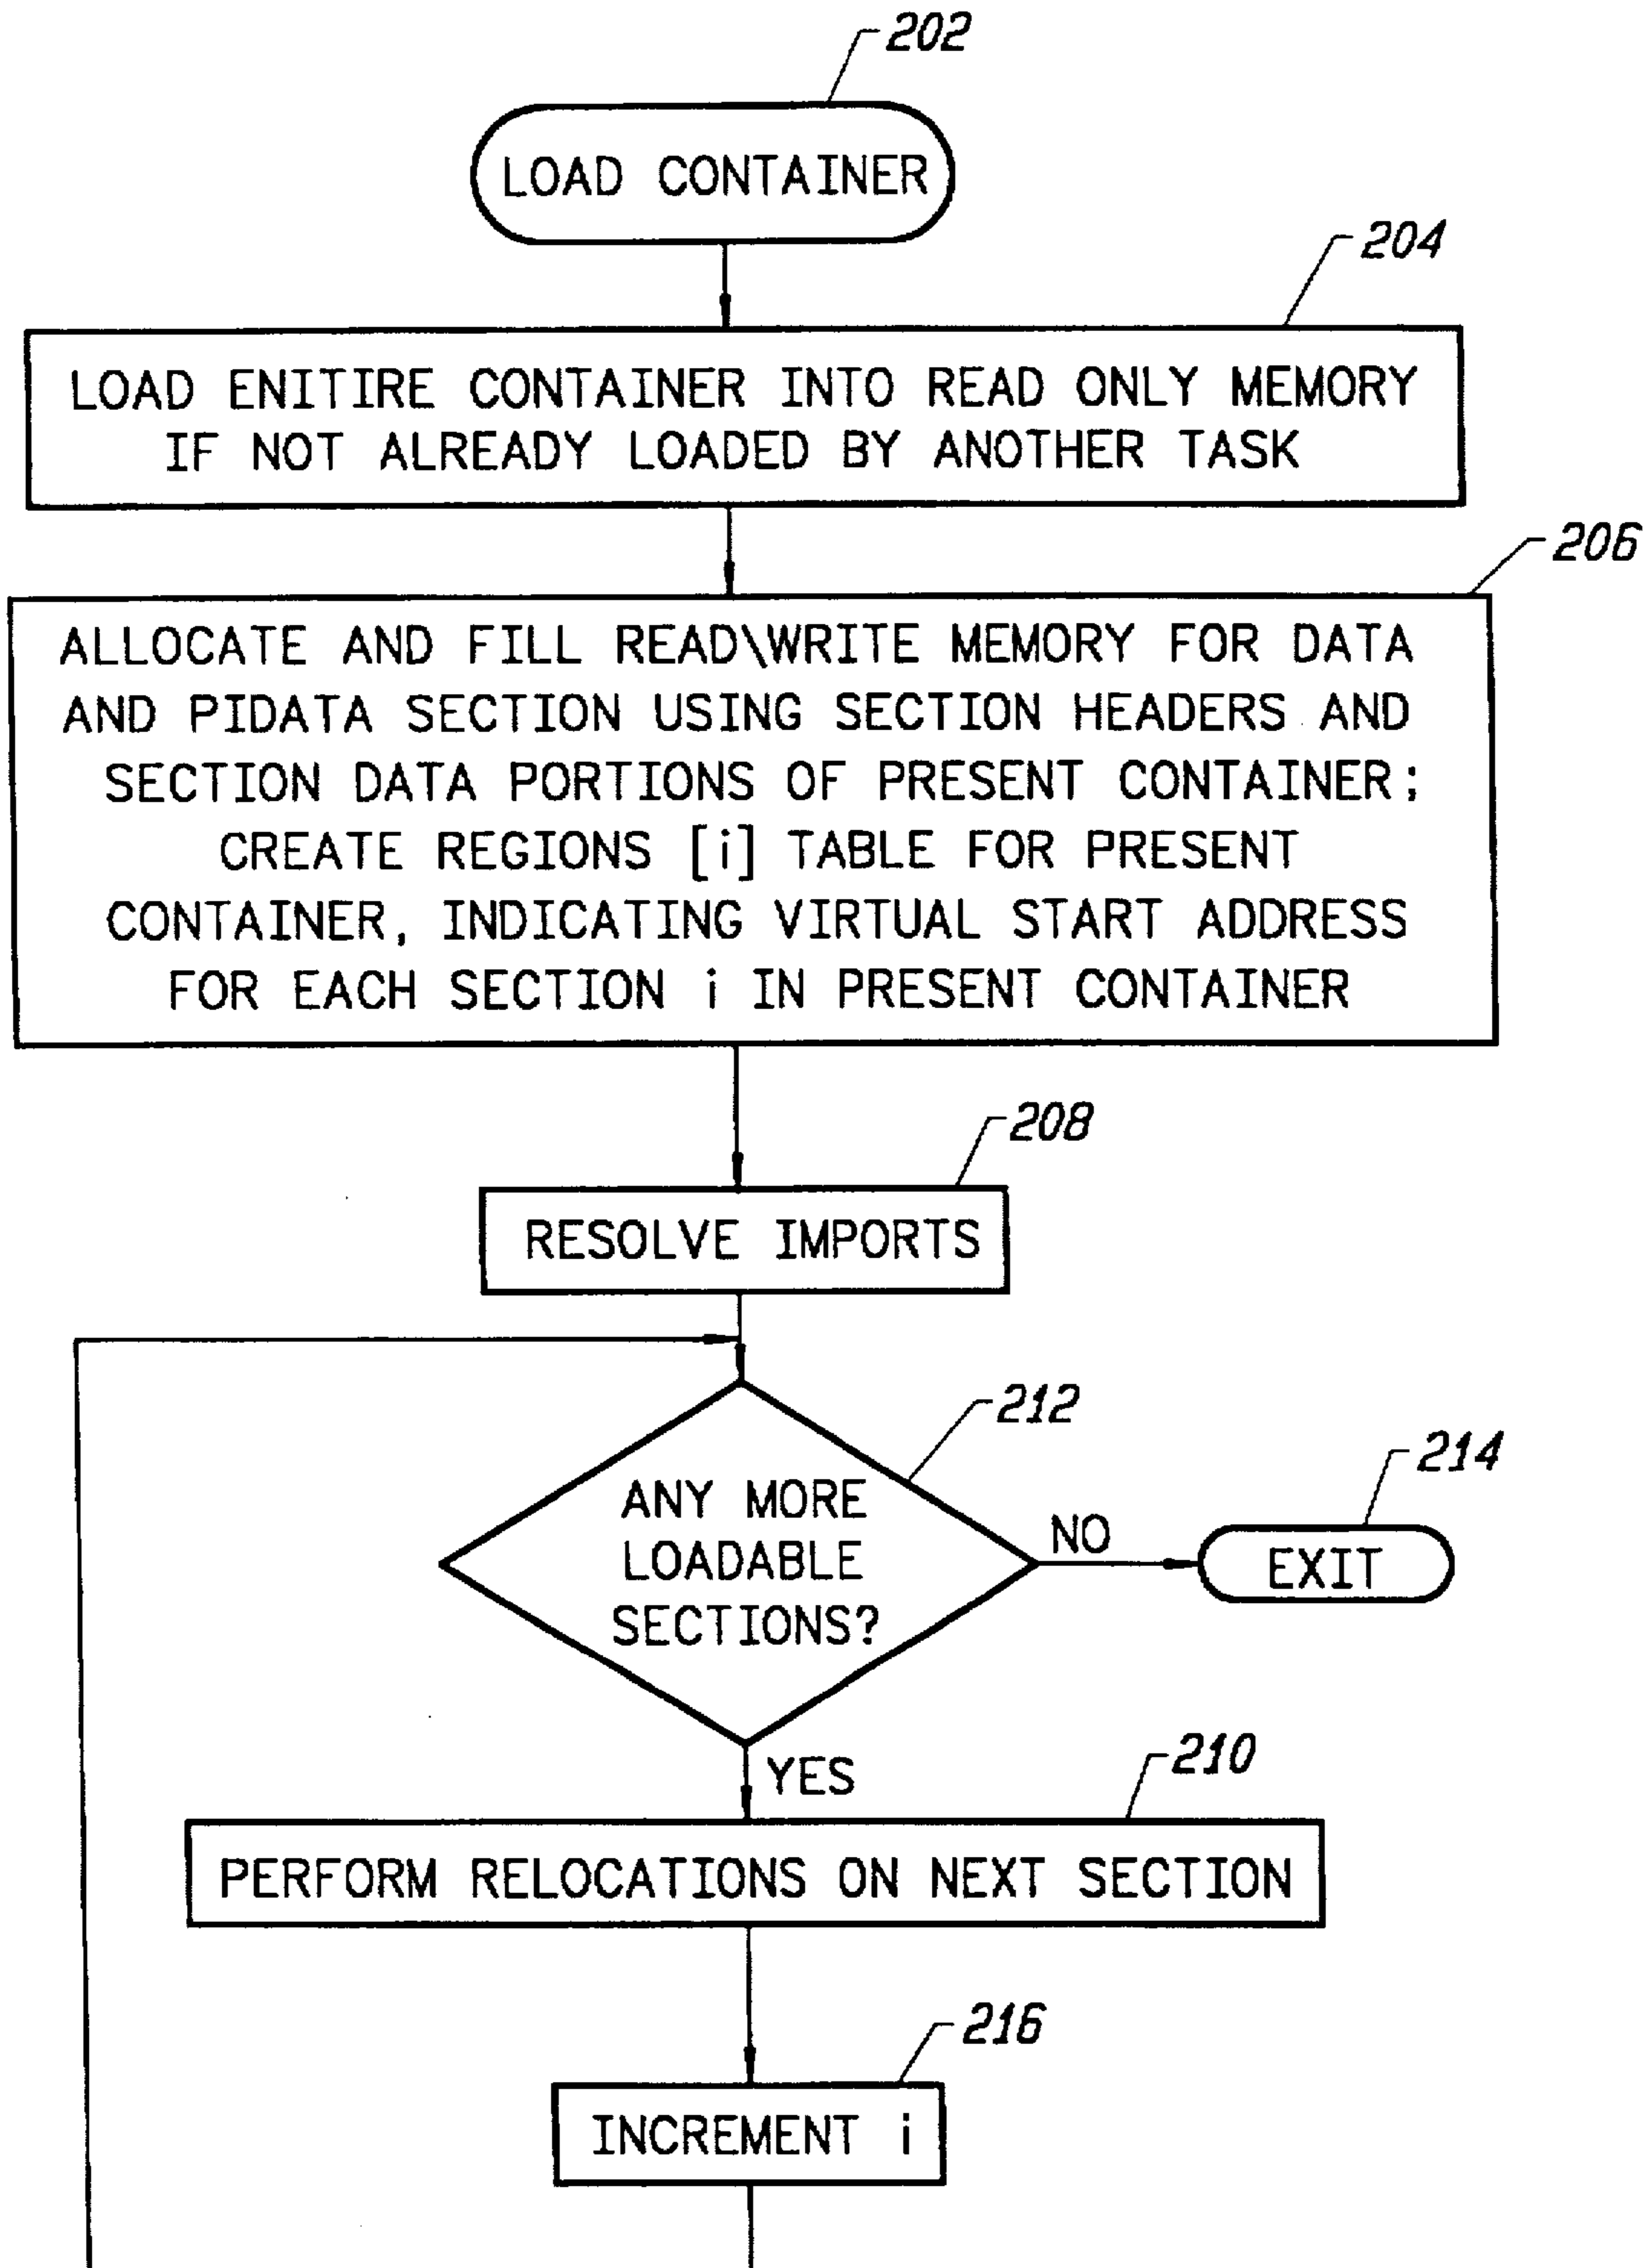 202
LOAD CONTAINER
204
LOAD ENITIRE CONTAINER INTO READ ONLY MEMORY
IF NOT ALREADY LOADED BY ANOTHER TASK
206
ALLOCATE AND FILL READ\WRITE MEMORY FOR DATA
AND PIDATA SECTION USING SECTION HEADERS AND
SECTION DATA PORTIONS OF PRESENT CONTAINER;
CREATE REGIONS [i] TABLE FOR PRESENT
CONTAINER, INDICATING VIRTUAL START ADDRESS
FOR EACH SECTION i IN PRESENT CONTAINER
208
RESOLVE IMPORTS
212
ANY MORE
LOADABLE
SECTIONS?
NO
214
EXIT
YES
210
PERFORM RELOCATIONS ON NEXT SECTION
216
INCREMENT i